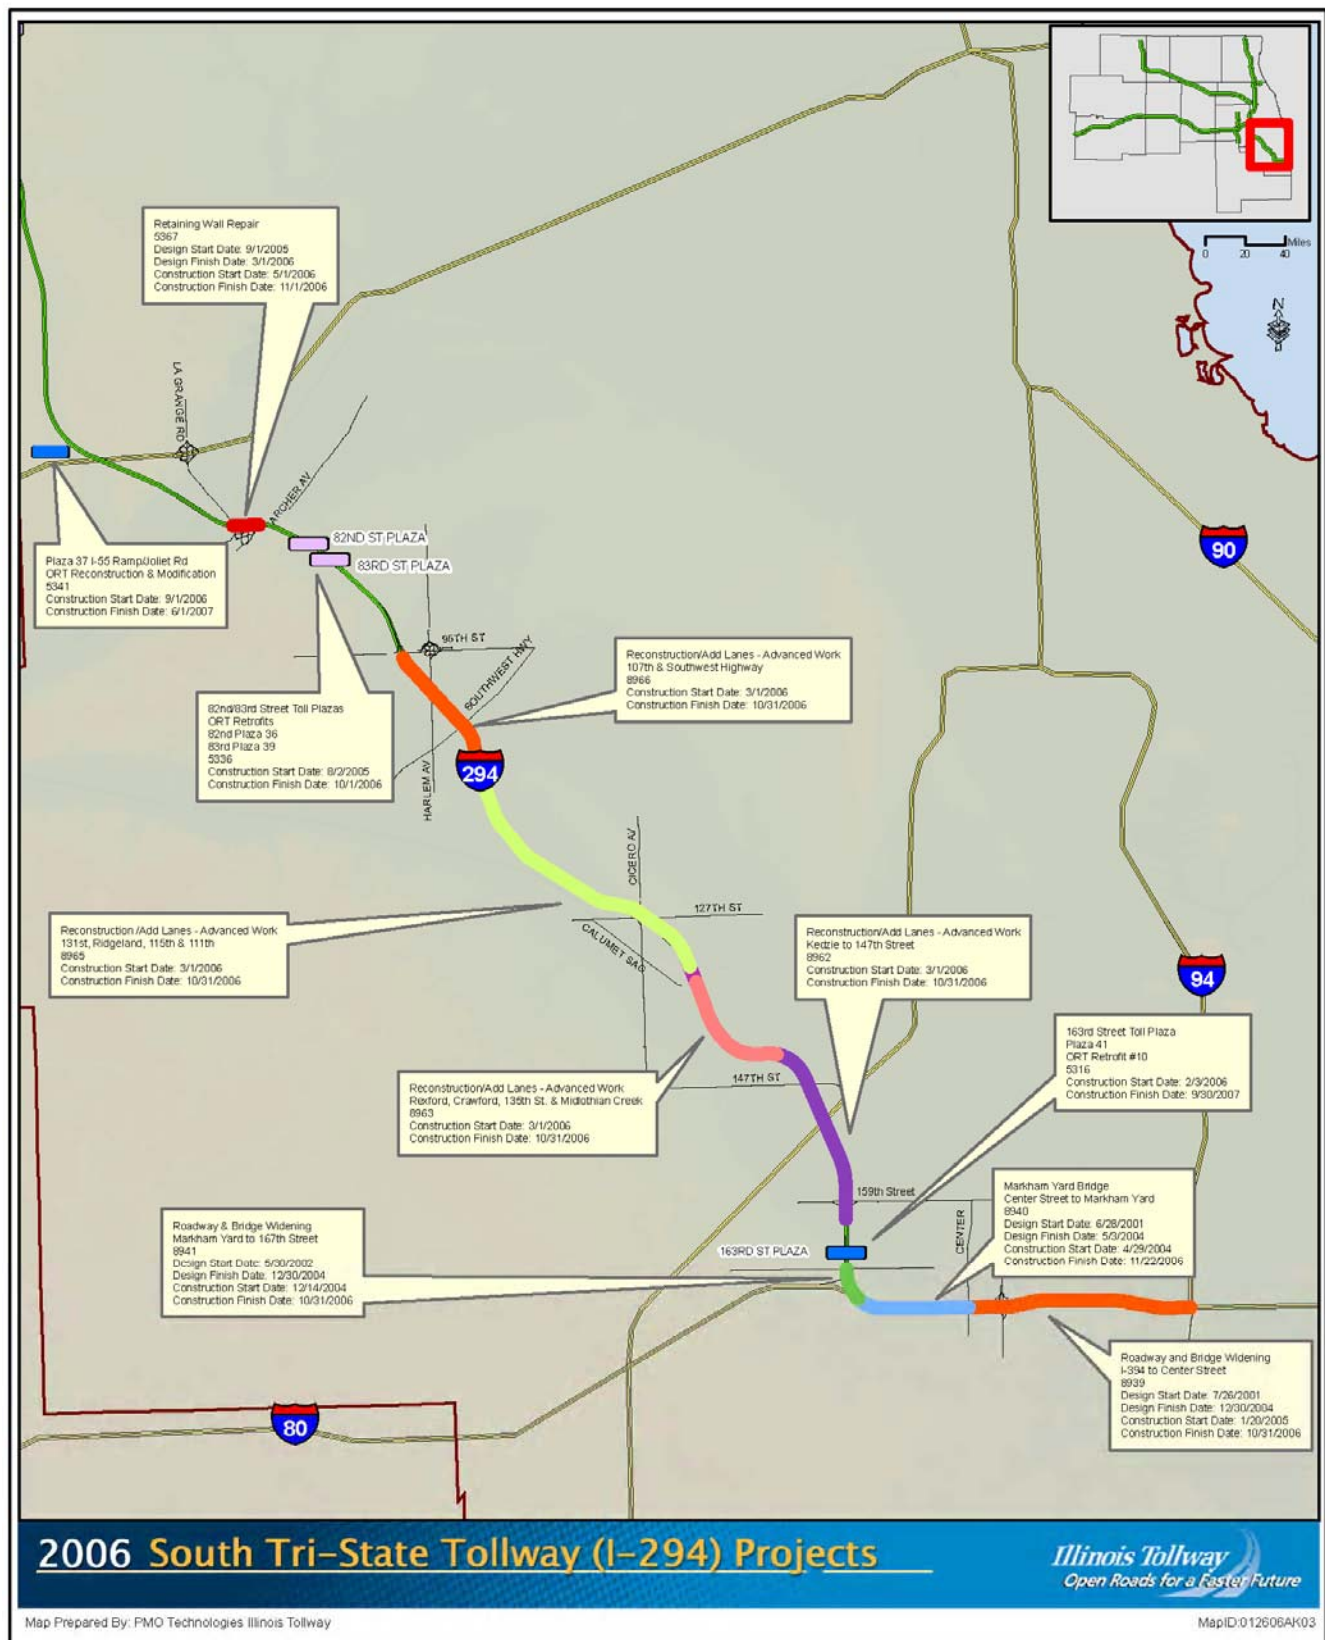 Miles
0 20 40
N
Retaining Wall Repair
5367
Design Start Date: 9/1/2005
Design Finish Date: 3/1/2006
Construction Start Date: 5/1/2006
Construction Finish Date: 11/1/2006
LA GRANGE RD
ARCHER AV
82ND ST PLAZA
83RD ST PLAZA
90
Plaza 37 I-55 Ramp/Joliet Rd
ORT Reconstruction & Modification
5341
Construction Start Date: 9/1/2006
Construction Finish Date: 6/1/2007
95TH ST
SOUTHWEST HWY
HARLEM AV
Reconstruction/Add Lanes - Advanced Work
107th & Southwest Highway
8966
Construction Start Date: 3/1/2006
Construction Finish Date: 10/31/2006
82nd/83rd Street Toll Plazas
ORT Retrofits
82nd Plaza 36
83rd Plaza 39
5336
Construction Start Date: 8/2/2005
Construction Finish Date: 10/1/2006
294
CICERO AV
127TH ST
CALUMET SAG
Reconstruction /Add Lanes - Advanced Work
131st, Ridgeland, 115th & 111th
8965
Construction Start Date: 3/1/2006
Construction Finish Date: 10/31/2006
Reconstruction/Add Lanes - Advanced Work
Kedzie to 147th Street
8962
Construction Start Date: 3/1/2006
Construction Finish Date: 10/31/2006
94
163rd Street Toll Plaza
Plaza 41
ORT Retrofit #10
5316
Construction Start Date: 2/3/2006
Construction Finish Date: 9/30/2007
147TH ST
Reconstruction/Add Lanes - Advanced Work
Rexford, Crawford, 135th St. & Midlothian Creek
8963
Construction Start Date: 3/1/2006
Construction Finish Date: 10/31/2006
159th Street
CENTER
163RD ST PLAZA
Markham Yard Bridge
Center Street to Markham Yard
8940
Design Start Date: 6/28/2001
Design Finish Date: 5/3/2004
Construction Start Date: 4/29/2004
Construction Finish Date: 11/22/2006
Roadway & Bridge Widening
Markham Yard to 167th Street
8941
Design Start Date: 5/30/2002
Design Finish Date: 12/30/2004
Construction Start Date: 12/14/2004
Construction Finish Date: 10/31/2006
Roadway and Bridge Widening
I-394 to Center Street
8939
Design Start Date: 7/26/2001
Design Finish Date: 12/30/2004
Construction Start Date: 1/20/2005
Construction Finish Date: 10/31/2006
80
2006 South Tri-State Tollway (I-294) Projects
Illinois Tollway
Open Roads for a Faster Future
Map Prepared By: PMO Technologies Illinois Tollway
MapID:012606AK03